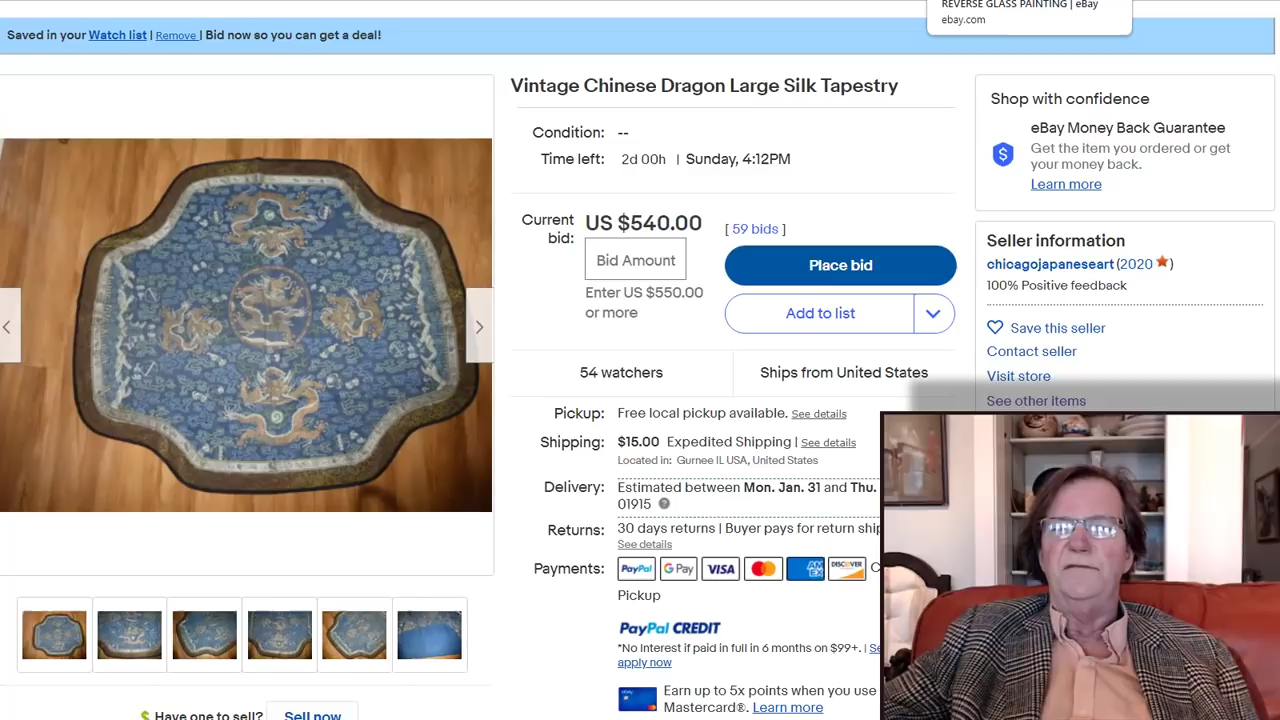 REVERSE GLASS PAINTING | eBay
ebay.com
Saved in your Watch list | Remove | Bid now so you can get a deal!
Vintage Chinese Dragon Large Silk Tapestry
Condition: --
Time left: 2d 00h | Sunday, 4:12PM
Current bid: US $540.00 [ 59 bids ]
Bid Amount
Place bid
Enter US $550.00 or more
Add to list
54 watchers
Ships from United States
Pickup: Free local pickup available. See details
Shipping: $15.00 Expedited Shipping | See details
Located in: Gurnee IL USA, United States
Delivery: Estimated between Mon. Jan. 31 and Thu.
01915
Returns: 30 days returns | Buyer pays for return ship
See details
Payments: PayPal G Pay VISA AMEX DISCOVER
Pickup
PayPal CREDIT
*No Interest if paid in full in 6 months on $99+. | Se
apply now
Earn up to 5x points when you use
Mastercard®. Learn more
Have one to sell? Sell now
Shop with confidence
eBay Money Back Guarantee
Get the item you ordered or get
your money back.
Learn more
Seller information
chicagojapaneseart (2020 )
100% Positive feedback
Save this seller
Contact seller
Visit store
See other items